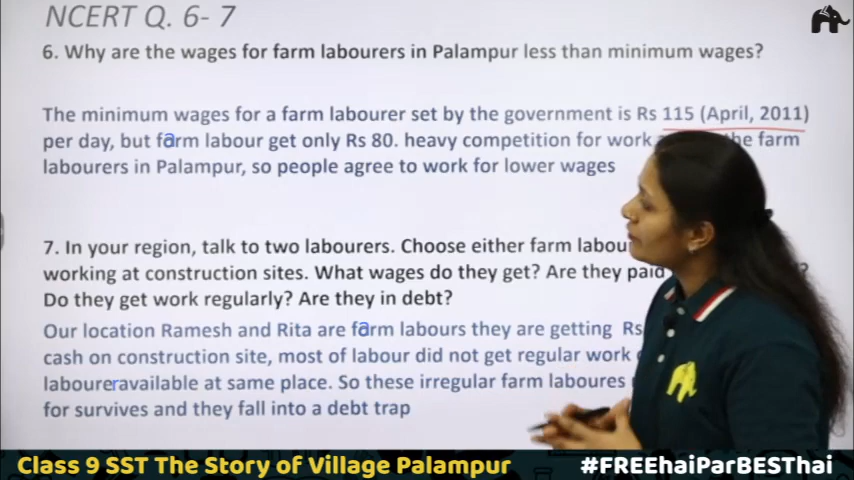 NCERT Q. 6- 7
6. Why are the wages for farm labourers in Palampur less than minimum wages?
The minimum wages for a farm labourer set by the government is Rs 115 (April, 2011)
per day, but farm labour get only Rs 80. heavy competition for work the farm
labourers in Palampur, so people agree to work for lower wages
7. In your region, talk to two labourers. Choose either farm labou
working at construction sites. What wages do they get? Are they paid ?
Do they get work regularly? Are they in debt?
Our location Ramesh and Rita are farm labours they are getting Rs
cash on construction site, most of labour did not get regular work
laboureravailable at same place. So these irregular farm laboures
for survives and they fall into a debt trap
Class 9 SST The Story of Village Palampur #FREEhaiParBESThai